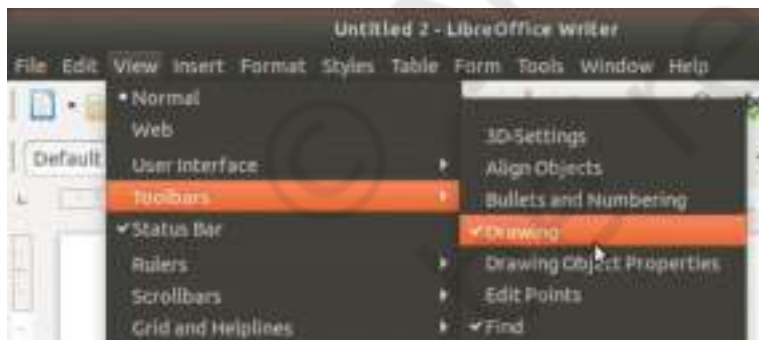 Untitled 2 - LibreOffice Writer
File Edit View Insert Format Styles Table Form Tools Window Help
Default
• Normal
Web
User Interface
Toolbars
✔ Status Bar
Rulers
Scrollbars
Grid and Helplines
3D-Settings
Align Objects
Bullets and Numbering
✔ Drawing
Drawing Object Properties
Edit Points
✔ Find